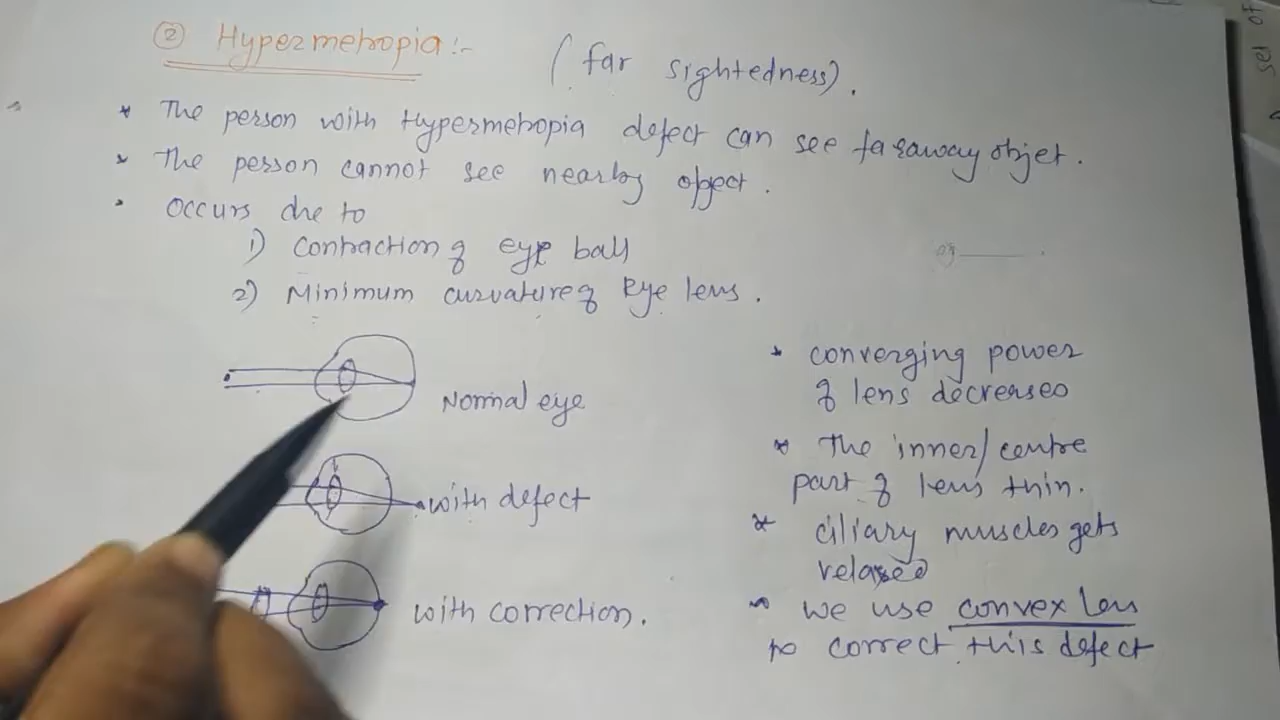 ② Hypermetropia :-
(far sightedness).
* The person with Hypermetropia defect can see faraway objet.
* The person cannot see nearby object.
• occurs due to
1) contraction of eye ball
2) Minimum curvature of Eye lens.
Normal eye
with defect
with correction.
* converging power
of lens decreases
* The inner/centre
part of lens thin.
* ciliary muscles gets
relaxed
~ we use convex lens
to correct this defect
sel of